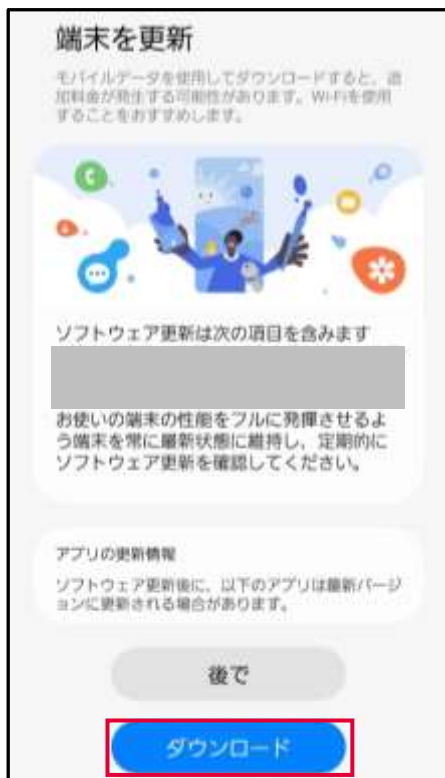 端末を更新
モバイルデータを使用してダウンロードすると、追
加料金が発生する可能性があります。Wi-Fiを使用
することをおすすめします。
ソフトウェア更新は次の項目を含みます
お使いの端末の性能をフルに発揮させるよ
う端末を常に最新状態に維持し、定期的に
ソフトウェア更新を確認してください。
アプリの更新情報
ソフトウェア更新後に、以下のアプリは最新バージ
ョンに更新される場合があります。
後で
ダウンロード